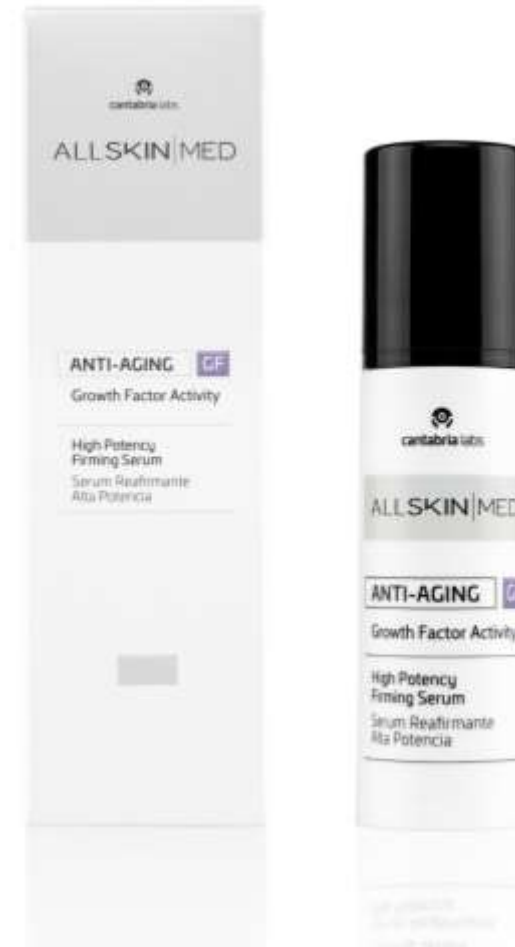 cantabria labs
ALLSKIN|MED
ANTI-AGING GF
Growth Factor Activity
High Potency
Firming Serum
Serum Reafirmante
Alta Potencia
cantabria labs
ALLSKIN|MED
ANTI-AGING
Growth Factor Activity
High Potency
Firming Serum
Serum Reafirmante
Alta Potencia